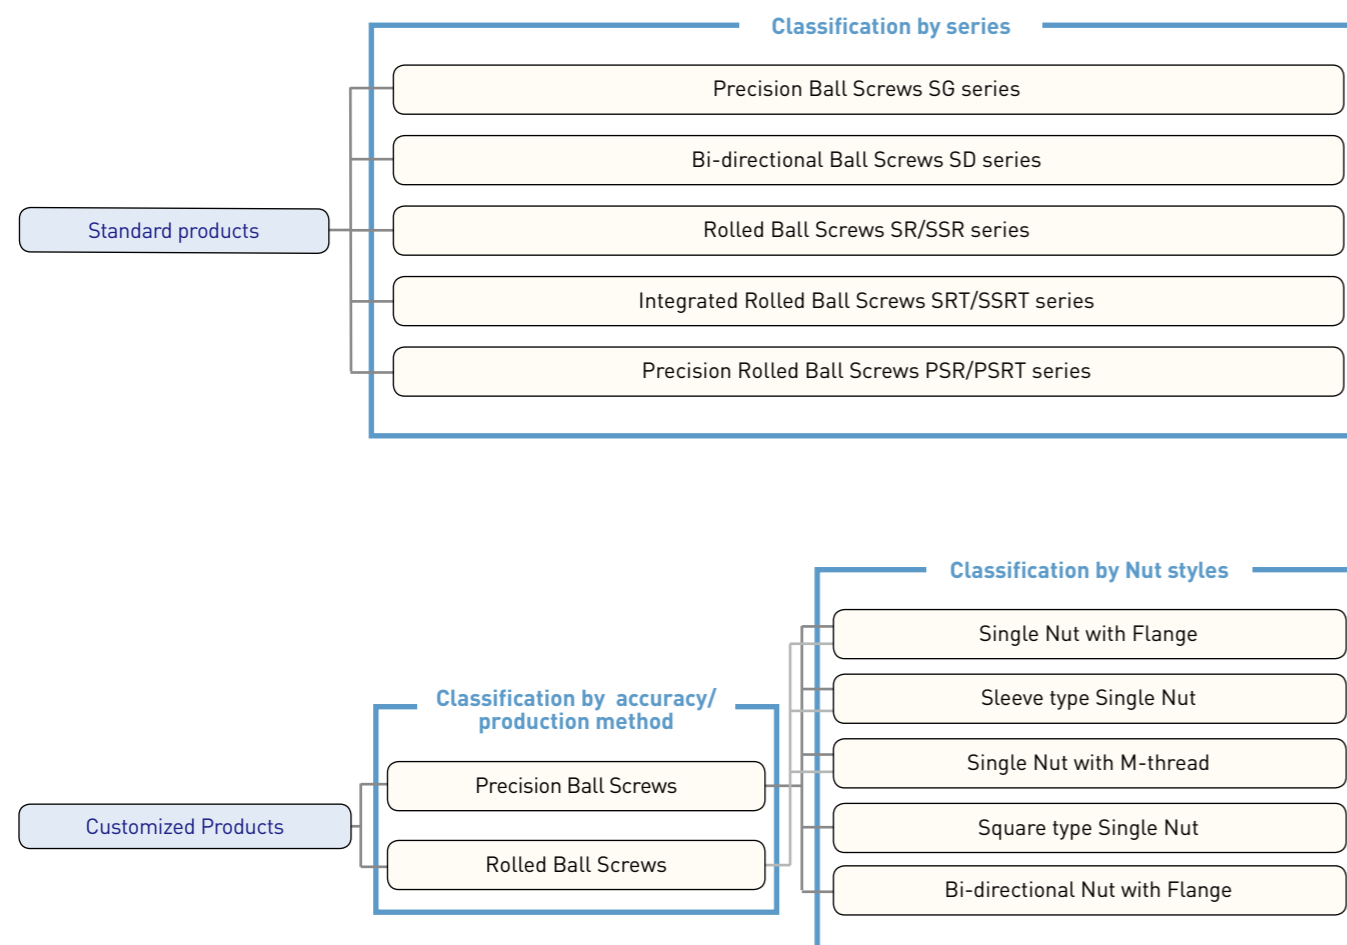 Classification by series
Precision Ball Screws SG series
Bi-directional Ball Screws SD series
Standard products
Rolled Ball Screws SR/SSR series
Integrated Rolled Ball Screws SRT/SSRT series
Precision Rolled Ball Screws PSR/PSRT series
Classification by Nut styles
Single Nut with Flange
Classification by accuracy/
production method
Sleeve type Single Nut
Single Nut with M-thread
Precision Ball Screws
Customized Products
Square type Single Nut
Rolled Ball Screws
Bi-directional Nut with Flange